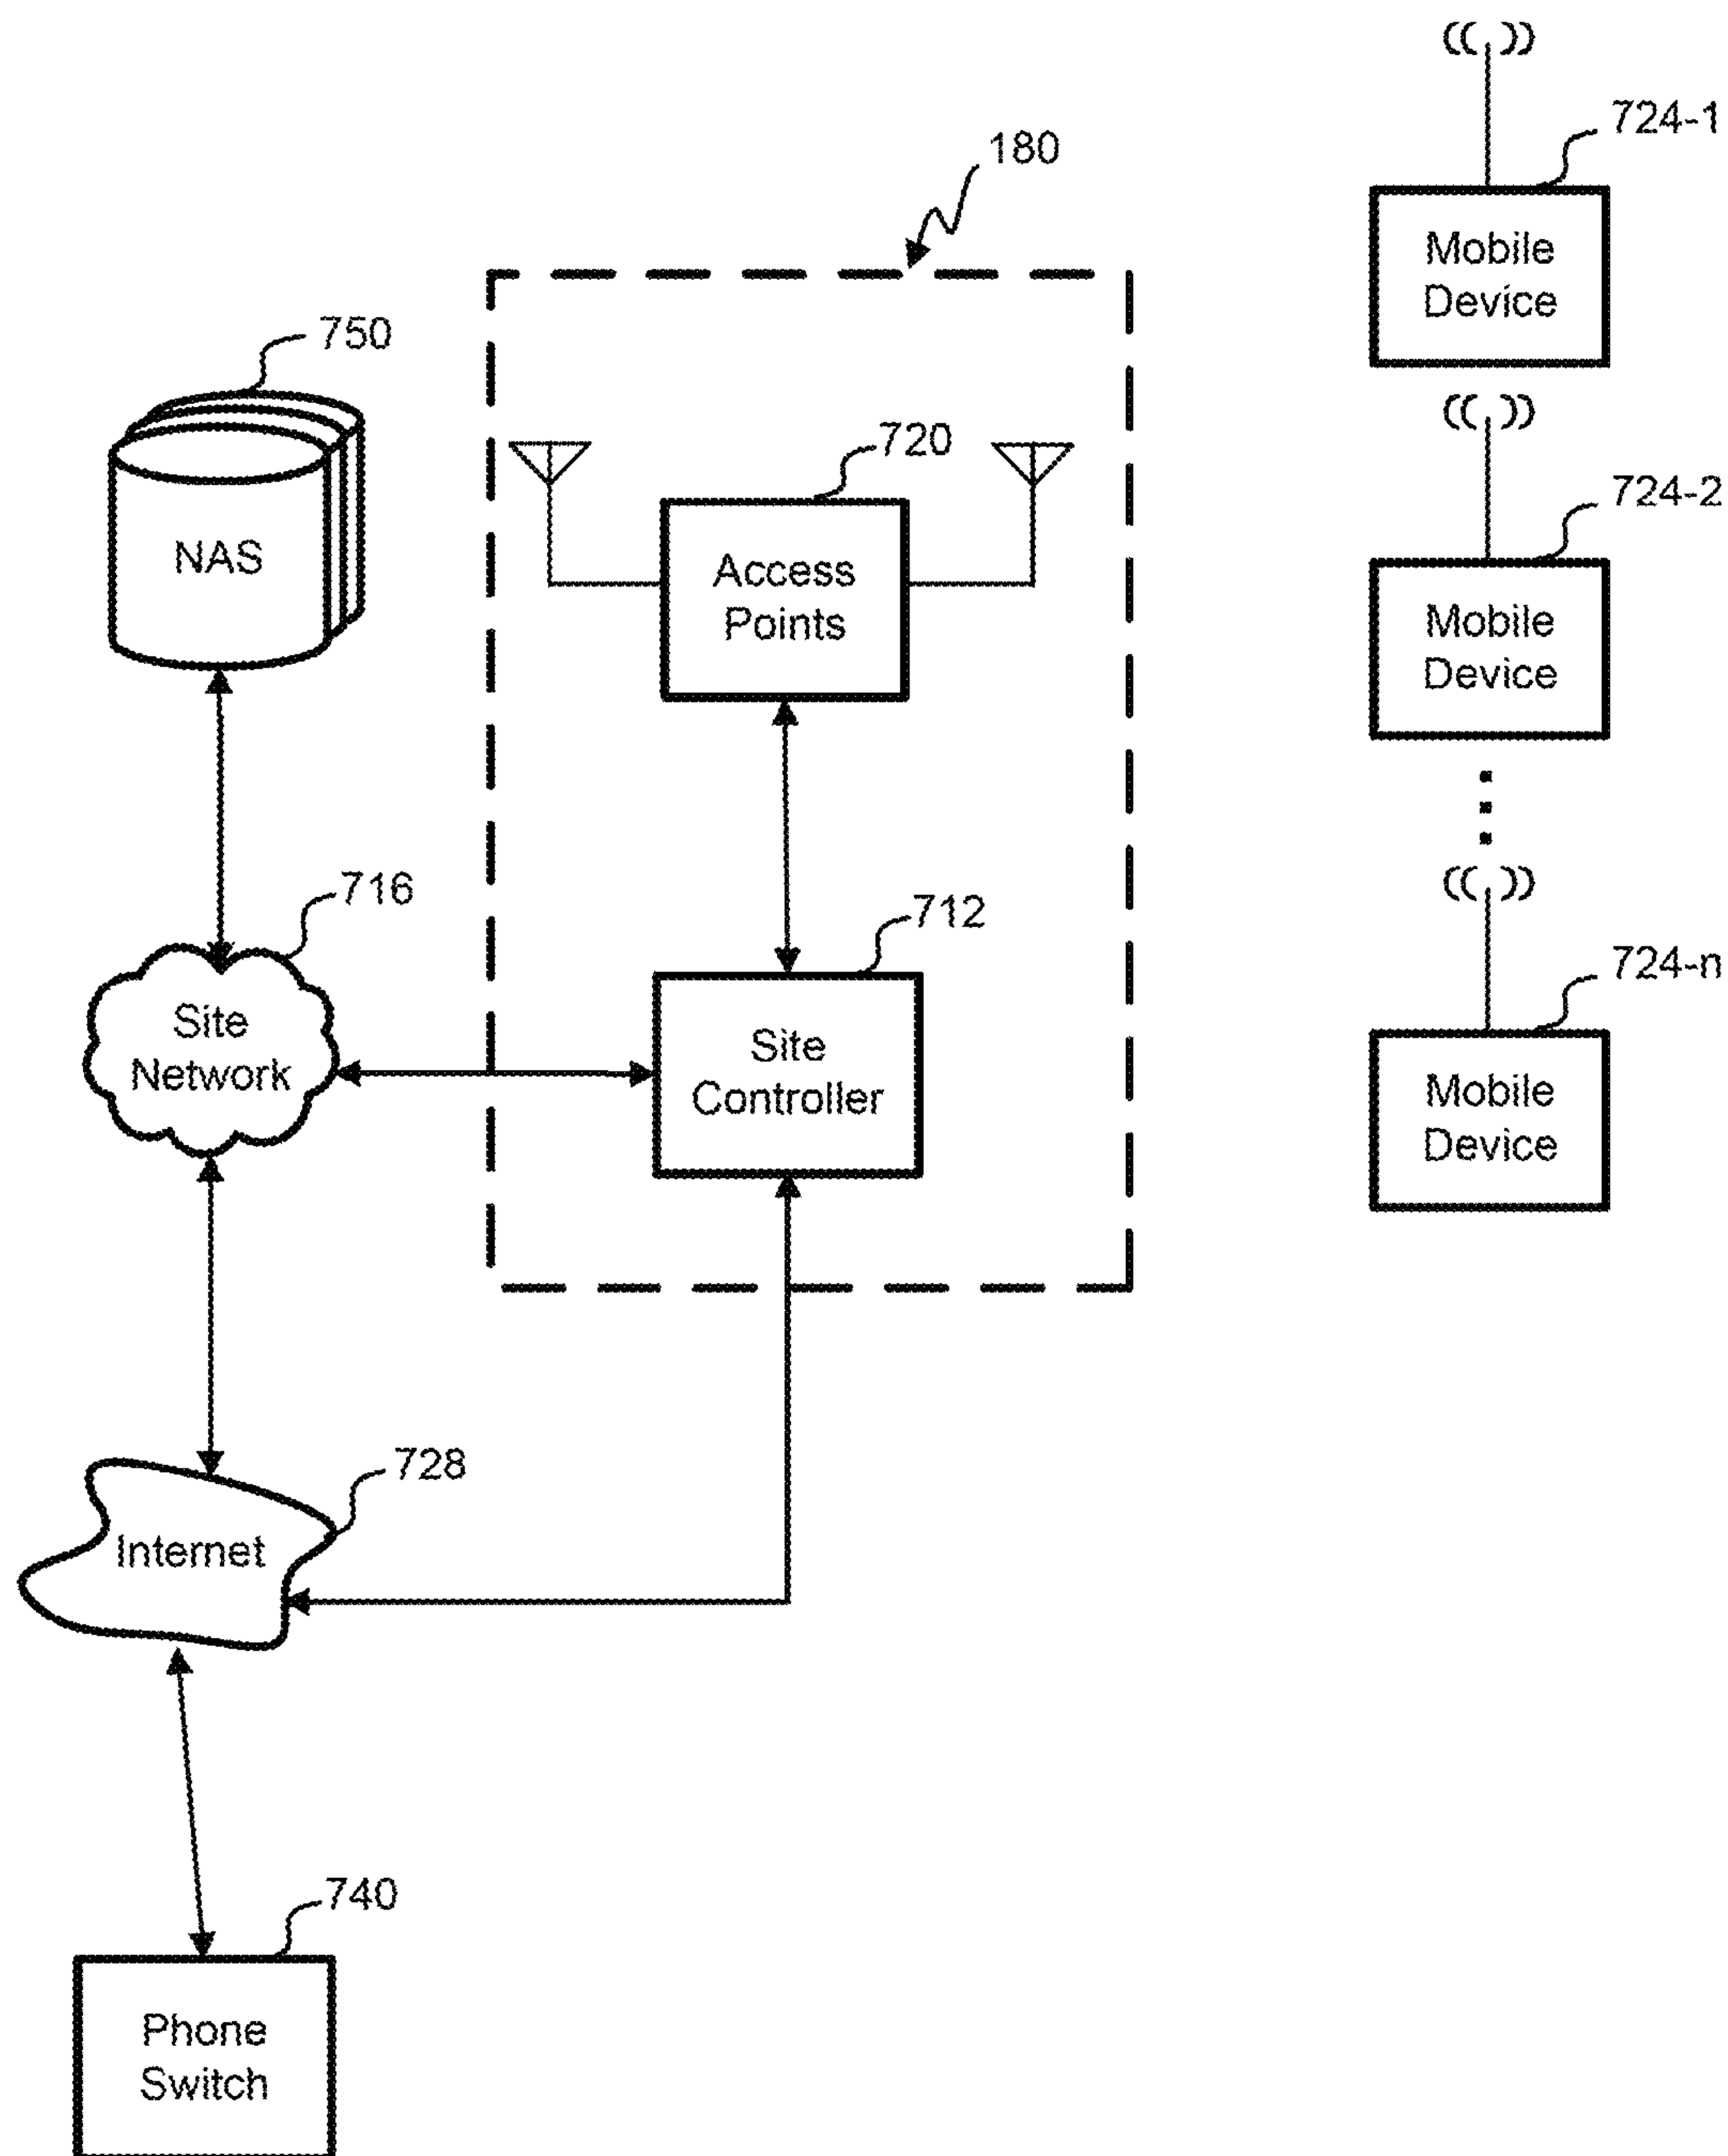 724-1
Mobile
Device
180
750
NAS
720
Access
Points
724-2
Mobile
Device
716
Site
Network
712
Site
Controller
724-n
Mobile
Device
728
Internet
740
Phone
Switch